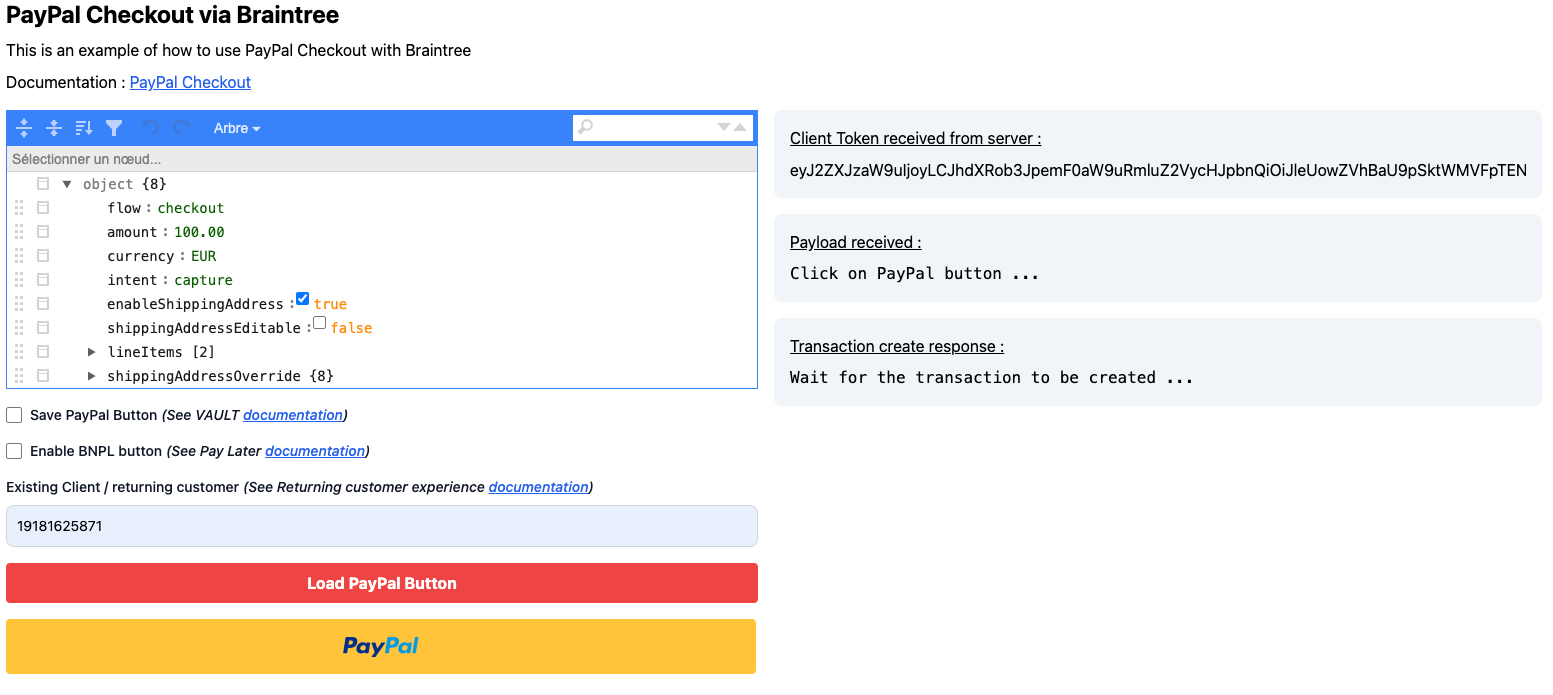 PayPal Checkout via Braintree
This is an example of how to use PayPal Checkout with Braintree
Documentation : PayPal Checkout
Arbre
Sélectionner un nœud...
object {8}
flow : checkout
amount : 100.00
currency : EUR
intent : capture
enableShippingAddress : true
shippingAddressEditable : false
lineItems [2]
shippingAddressOverride {8}
Save PayPal Button (See VAULT documentation)
Enable BNPL button (See Pay Later documentation)
Existing Client / returning customer (See Returning customer experience documentation)
19181625871
Load PayPal Button
PayPal
Client Token received from server :
eyJ2ZXJzaW9uIjoyLCJhdXRob3JpemF0aW9uRmluZ2VycHJpbnQiOiJleUowZVhBaU9pSktWMVFpTEN
Payload received :
Click on PayPal button ...
Transaction create response :
Wait for the transaction to be created ...